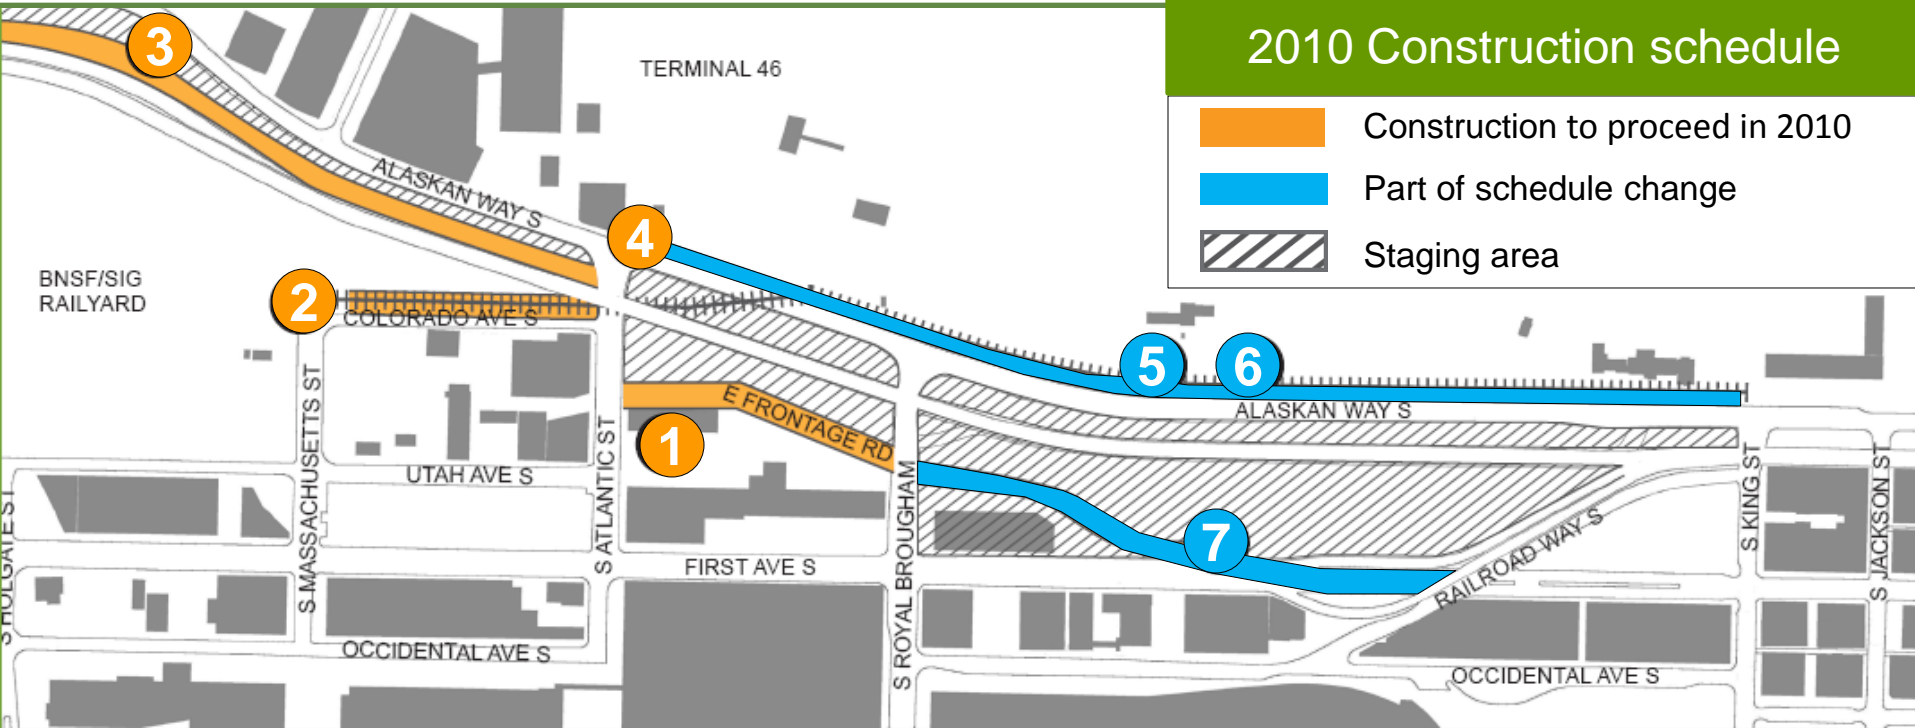 2010 Construction schedule
Construction to proceed in 2010
Part of schedule change
Staging area
3
TERMINAL 46
ALASKAN WAY S
4
BNSF/SIG
RAILYARD
2
COLORADO AVE S
5
6
ALASKAN WAY S
E FRONTAGE RD
1
UTAH AVE S
S HOLGATE ST
S MASSACHUSETTS ST
S ATLANTIC ST
S ROYAL BROUGHAM
7
FIRST AVE S
RAILROAD WAY S
S KING ST
S JACKSON ST
OCCIDENTAL AVE S
OCCIDENTAL AVE S